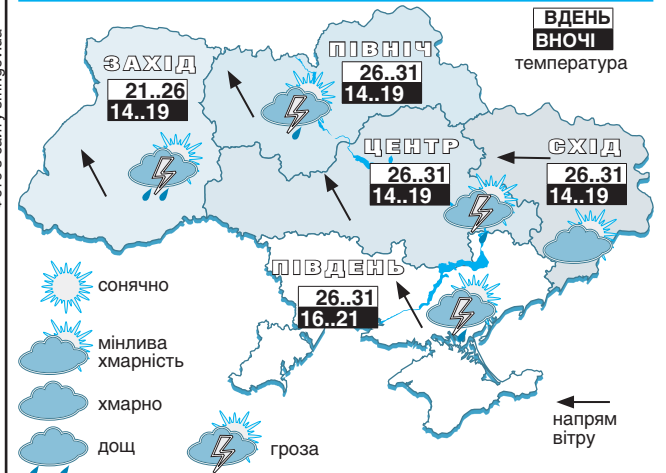 ВДЕНЬ
ВНОЧІ
температура
ЗАХІД
21..26
14..19
ПІВНІЧ
26..31
14..19
ЦЕНТР
26..31
14..19
СХІД
26..31
14..19
ПІВДЕНЬ
26..31
16..21
сонячно
мінлива
хмарність
хмарно
дощ
гроза
напрям
вітру